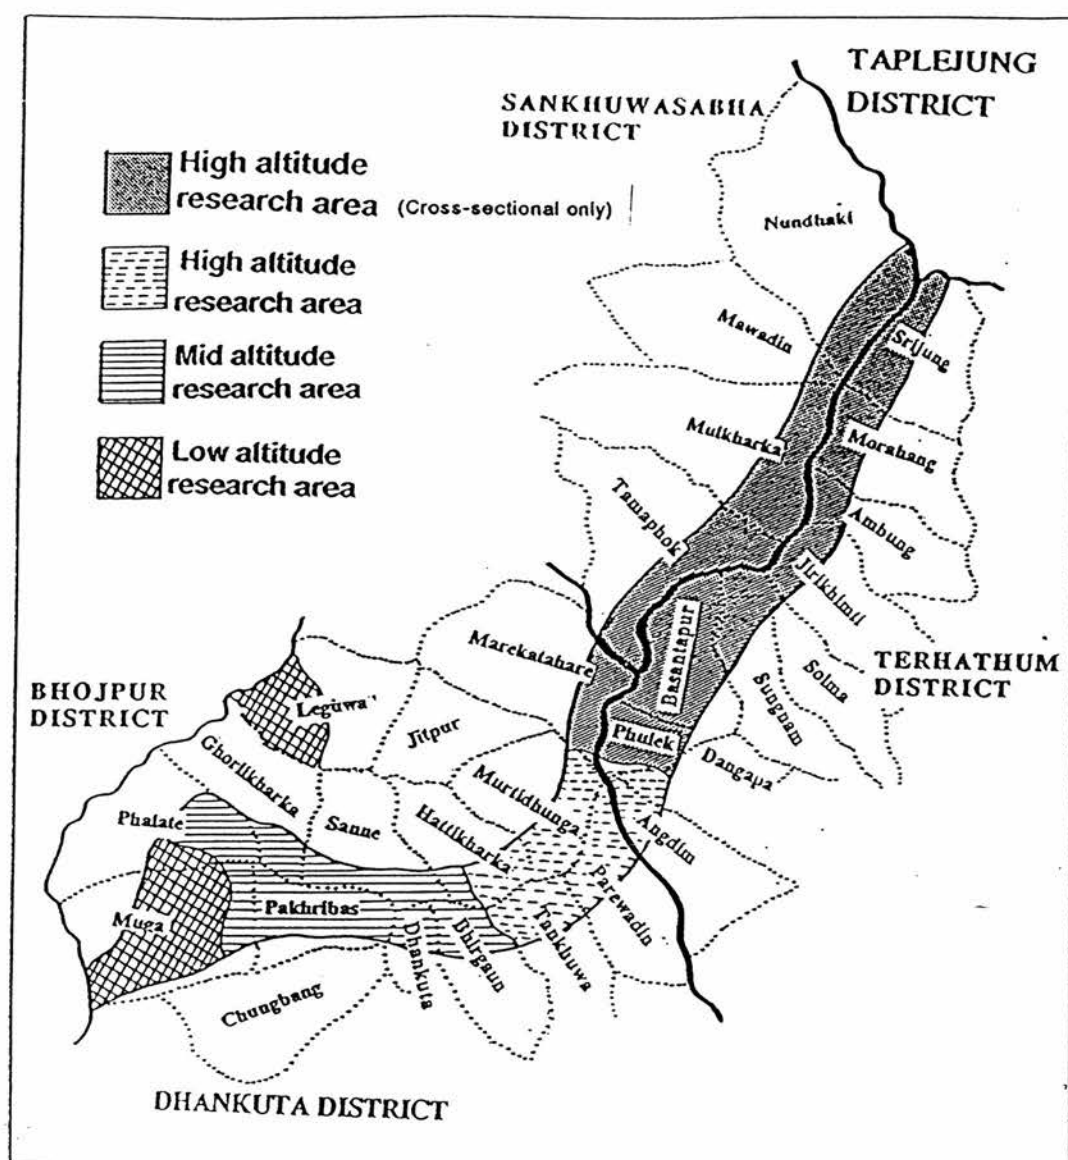 TAPLEJUNG
DISTRICT
SANKHUWASABHA
DISTRICT
High altitude
research area (Cross-sectional only)
High altitude
research area
Mid altitude
research area
Low altitude
research area
Nundhaki
Mawadin
Srijung
Mulkharka
Morahang
Tamaphok
Ambung
Jirikhimti
Marekatahare
Basantapur
TERHATHUM
DISTRICT
Solma
Sungnam
BHOJPUR
DISTRICT
Leguwa
Jitpur
Phulek
Dangapa
Ghorlikharka
Murtidhunga
Phalate
Sanne
Hattikharka
Angdin
Parewadin
Muga
Pakhribas
Dhankuta
Bhirgaun
Tankhuwa
Chungbang
DHANKUTA DISTRICT